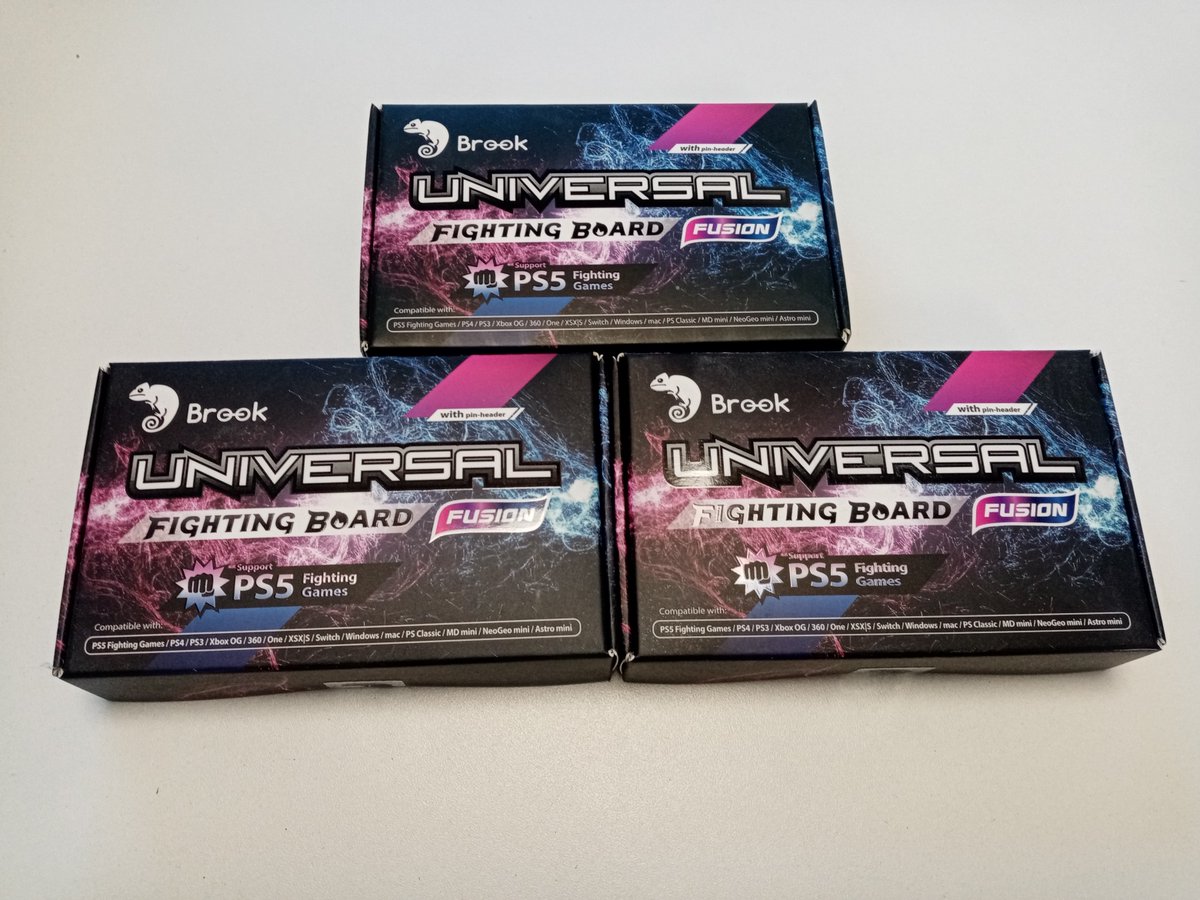 Brook
with pin-header
UNIVERSAL
FIGHTING BOARD FUSION
Support
PS5 Fighting Games
Compatible with:
PS5 Fighting Games / PS4 / PS3 / Xbox OG / 360 / One / XSX|S / Switch / Windows / mac / PS Classic / MD mini / NeoGeo mini / Astro mini
Brook
with pin-header
UNIVERSAL
FIGHTING BOARD FUSION
Support
PS5 Fighting Games
Compatible with:
PS5 Fighting Games / PS4 / PS3 / Xbox OG / 360 / One / XSX|S / Switch / Windows / mac / PS Classic / MD mini / NeoGeo mini / Astro mini
Brook
with pin-header
UNIVERSAL
FIGHTING BOARD FUSION
Support
PS5 Fighting Games
Compatible with:
PS5 Fighting Games / PS4 / PS3 / Xbox OG / 360 / One / XSX|S / Switch / Windows / mac / PS Classic / MD mini / NeoGeo mini / Astro mini